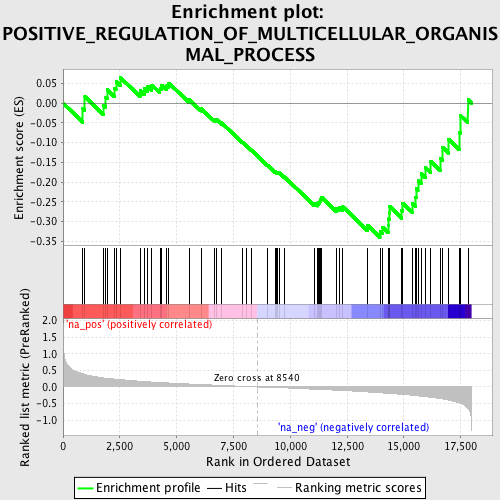 Enrichment plot:
POSITIVE_REGULATION_OF_MULTICELLULAR_ORGANIS
MAL_PROCESS
Enrichment score (ES)
0.05
0.00
-0.05
-0.10
-0.15
-0.20
-0.25
-0.30
-0.35
'na_pos' (positively correlated)
Ranked list metric (PreRanked)
2.0
1.5
1.0
0.5
0.0
-0.5
-1.0
Zero cross at 8540
'na_neg' (negatively correlated)
0 2,500 5,000 7,500 10,000 12,500 15,000 17,500
Rank in Ordered Dataset
Enrichment profile Hits Ranking metric scores